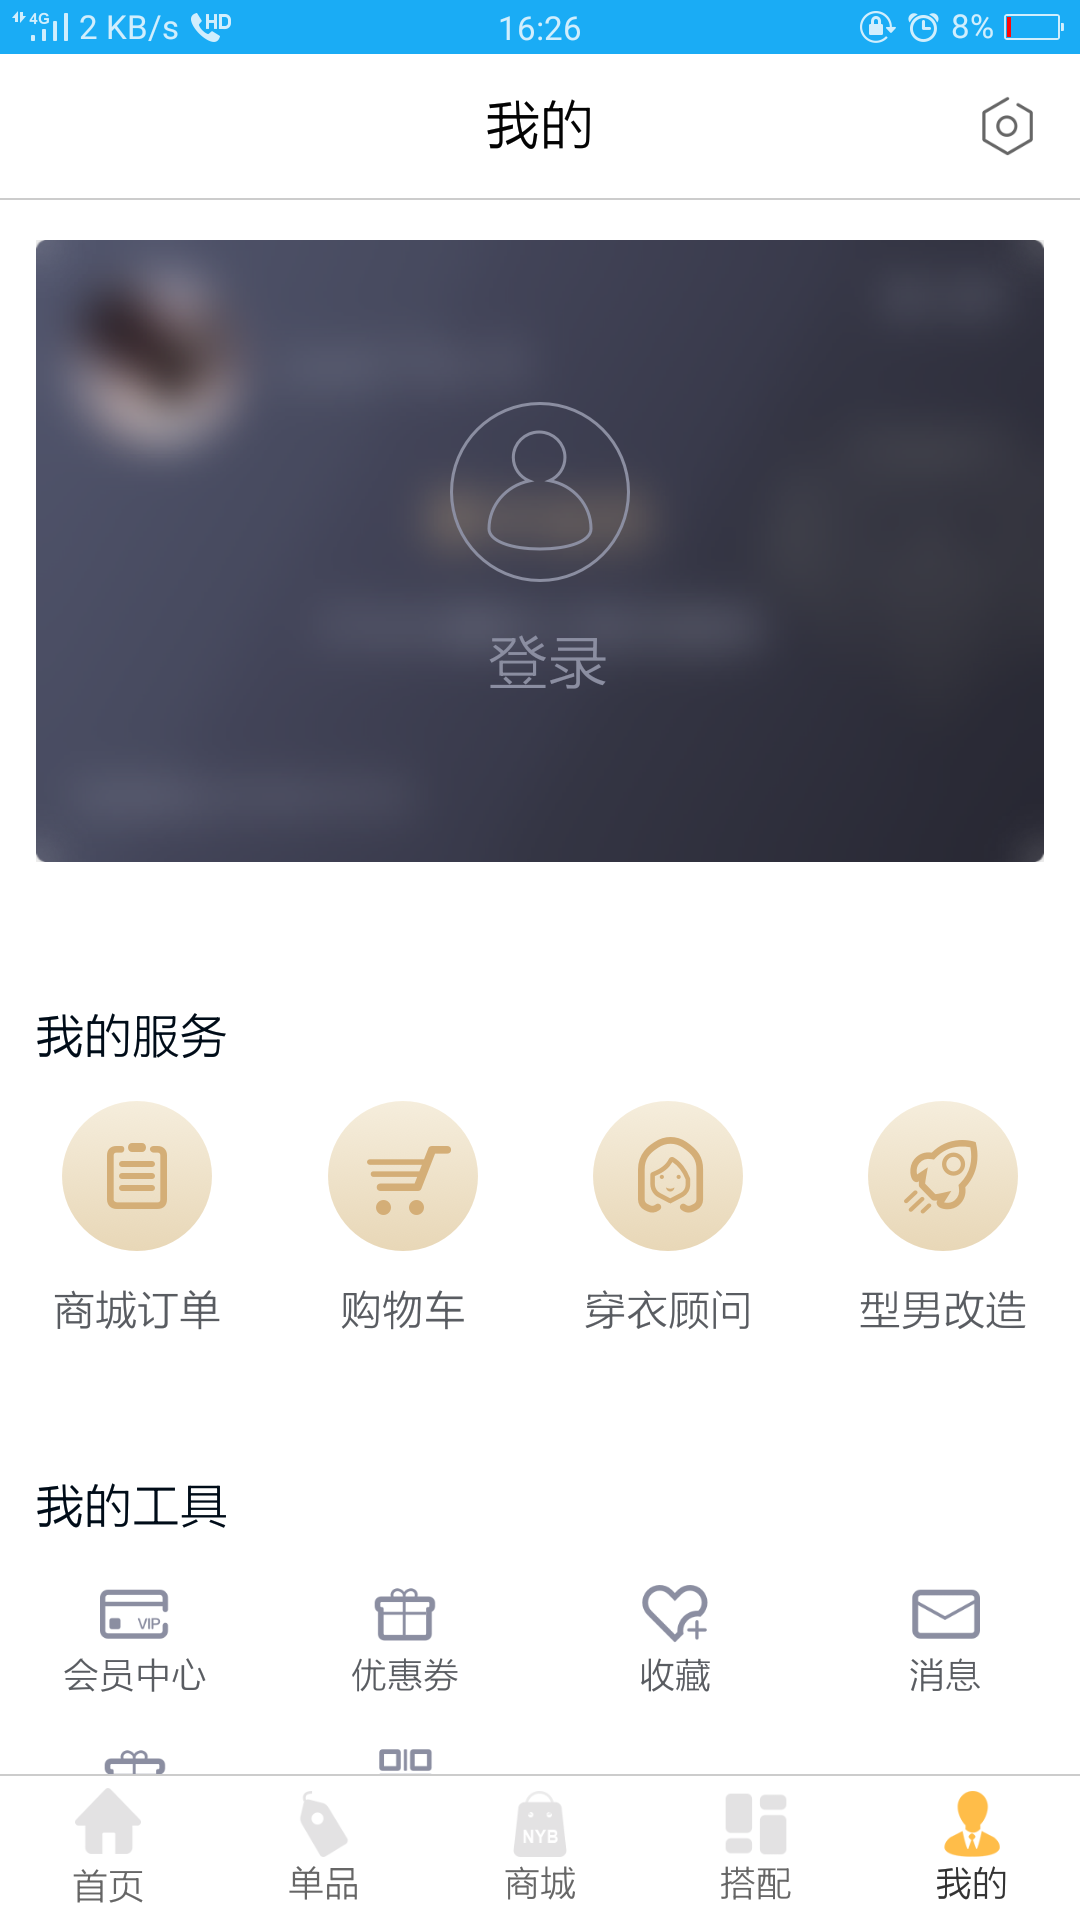 4G 2 KB/s HD 16:26 8%
我的
登录
我的服务
商城订单 购物车 穿衣顾问 型男改造
我的工具
VIP
会员中心 优惠券 收藏 消息
NYB
首页 单品 商城 搭配 我的